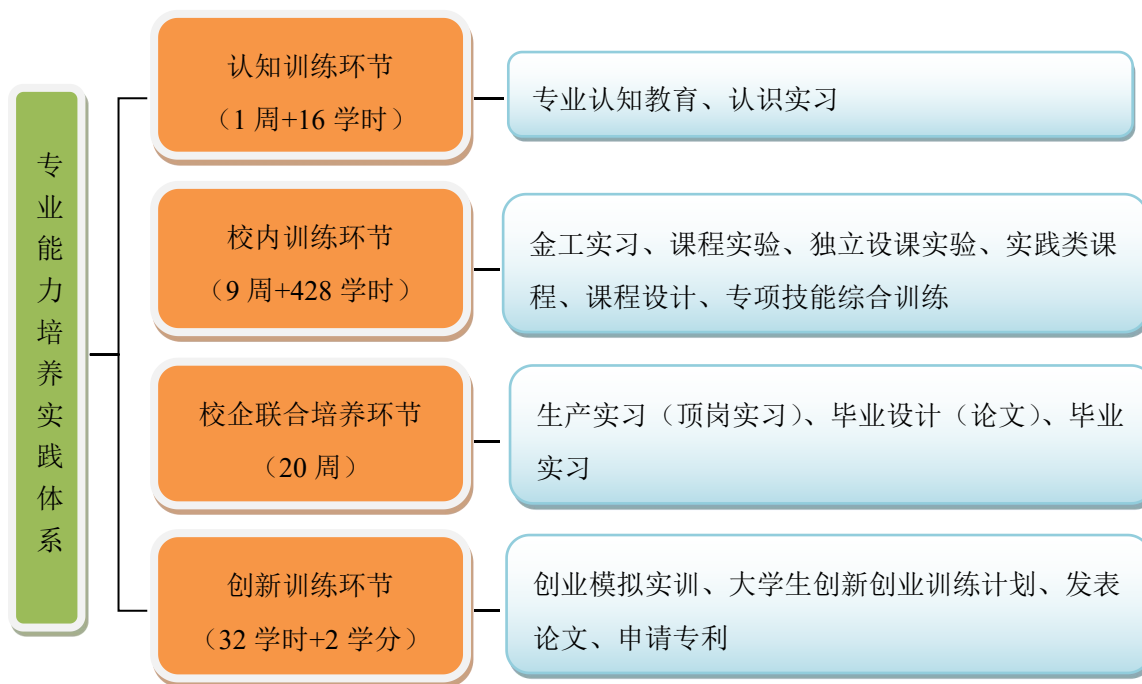 专业能力培养实践体系
认知训练环节
（1 周+16 学时）
专业认知教育、认识实习
校内训练环节
（9 周+428 学时）
金工实习、课程实验、独立设课实验、实践类课
程、课程设计、专项技能综合训练
校企联合培养环节
（20 周）
生产实习（顶岗实习）、毕业设计（论文）、毕业
实习
创新训练环节
（32 学时+2 学分）
创业模拟实训、大学生创新创业训练计划、发表
论文、申请专利